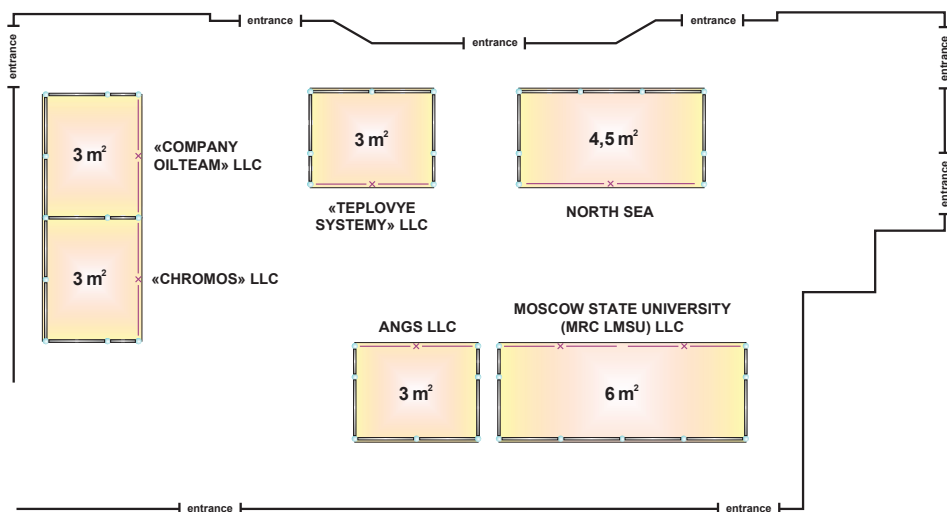 entrance
entrance
entrance
entrance
entrance
3 m²
«COMPANY
OILTEAM» LLC
3 m²
«TEPLOVYE
SYSTEMY» LLC
4,5 m²
NORTH SEA
entrance
3 m²
«CHROMOS» LLC
ANGS LLC
3 m²
MOSCOW STATE UNIVERSITY
(MRC LMSU) LLC
6 m²
entrance
entrance